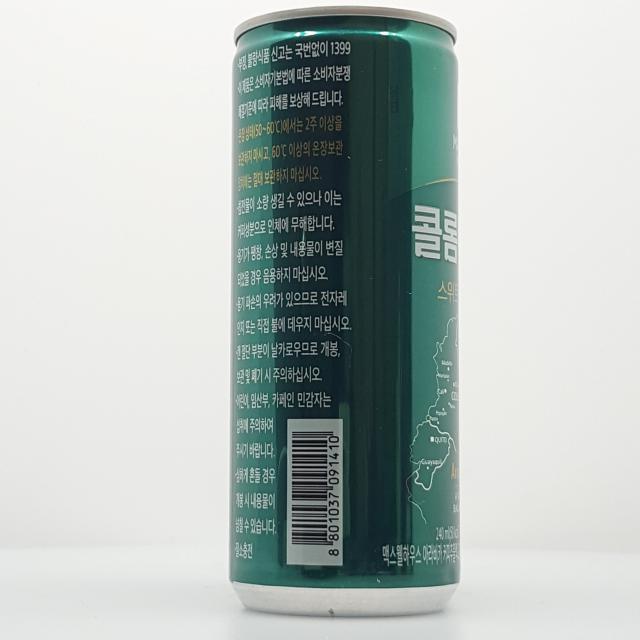 •부정, 불량식품 신고는 국번없이 1399
•이 제품은 소비자기본법에 따른 소비자분쟁
해결기준에 따라 피해를 보상해 드립니다.
온장 상태(50~60℃)에서는 2주 이상을
보관하지 마시고, 60℃ 이상의 온장보관
절대 보관하지 마십시오.
•침전물이 소량 생길 수 있으나 이는
커피성분으로 인체에 무해합니다.
•용기가 팽창, 손상 및 내용물이 변질
되었을 경우 음용하지 마십시오.
•용기 파손의 우려가 있으므로 전자레
인지 또는 직접 불에 데우지 마십시오.
•캔 절단 부분이 날카로우므로 개봉,
보관 및 폐기 시 주의하십시오.
•어린이, 임산부, 카페인 민감자는
섭취에 주의하여
주시기 바랍니다.
•심하게 흔들 경우
개봉 시 내용물이
넘칠 수 있습니다.
•질소충전
8 801037 091410
콜롬
스위트
QUITO
Guayaquil
240 ml
맥스웰하우스 아라비카